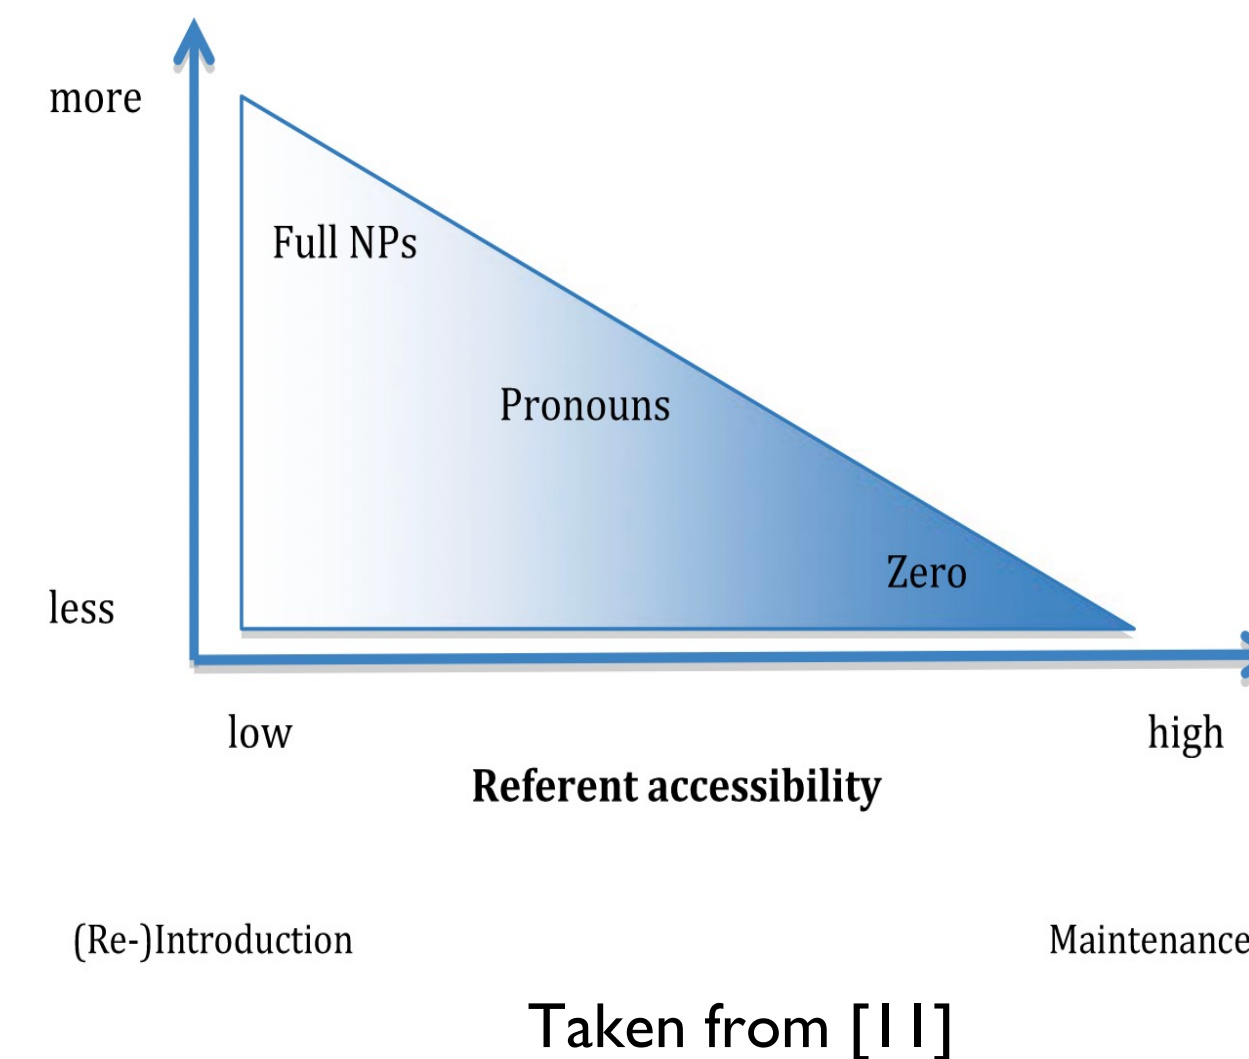 more
Full NPs
Pronouns
Zero
less
low high
Referent accessibility
(Re-)Introduction Maintenance
Taken from [11]